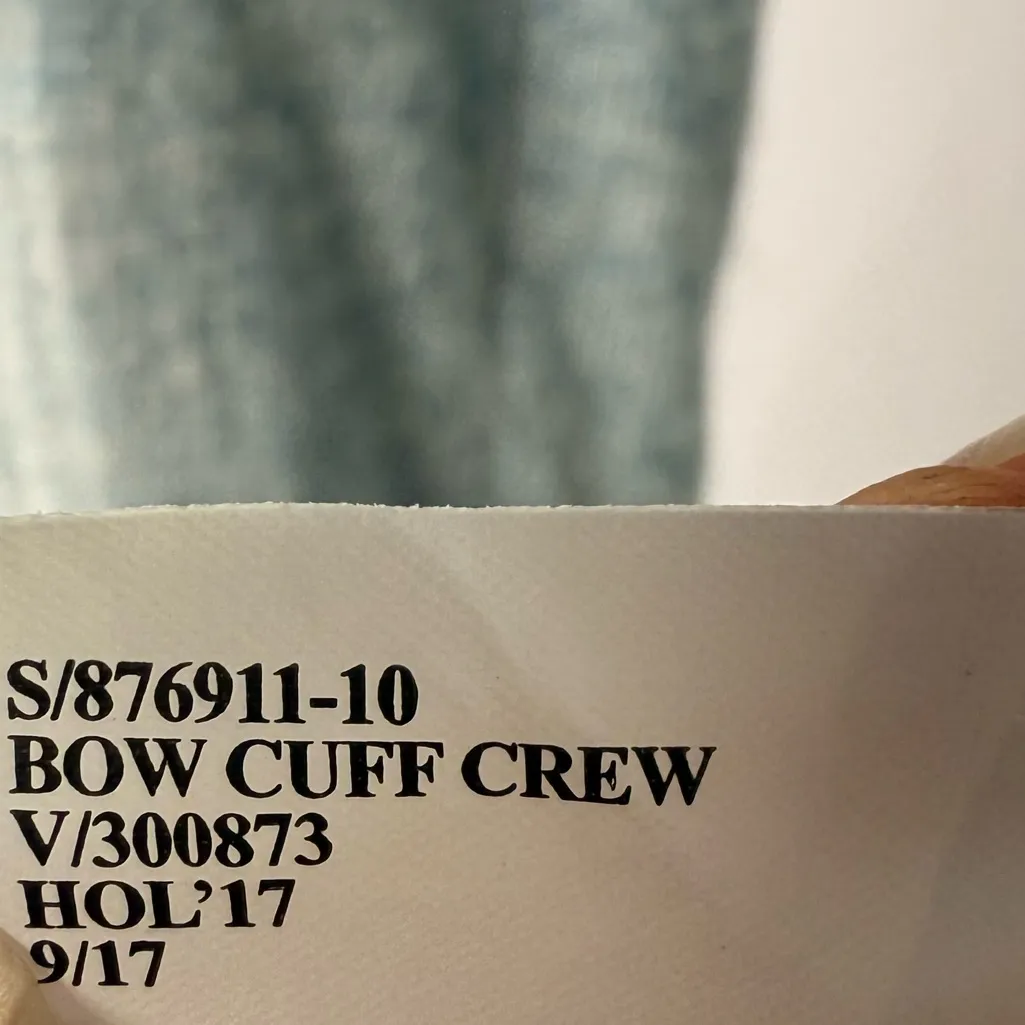 S/876911-10
BOW CUFF CREW
V/300873
HOL'17
9/17